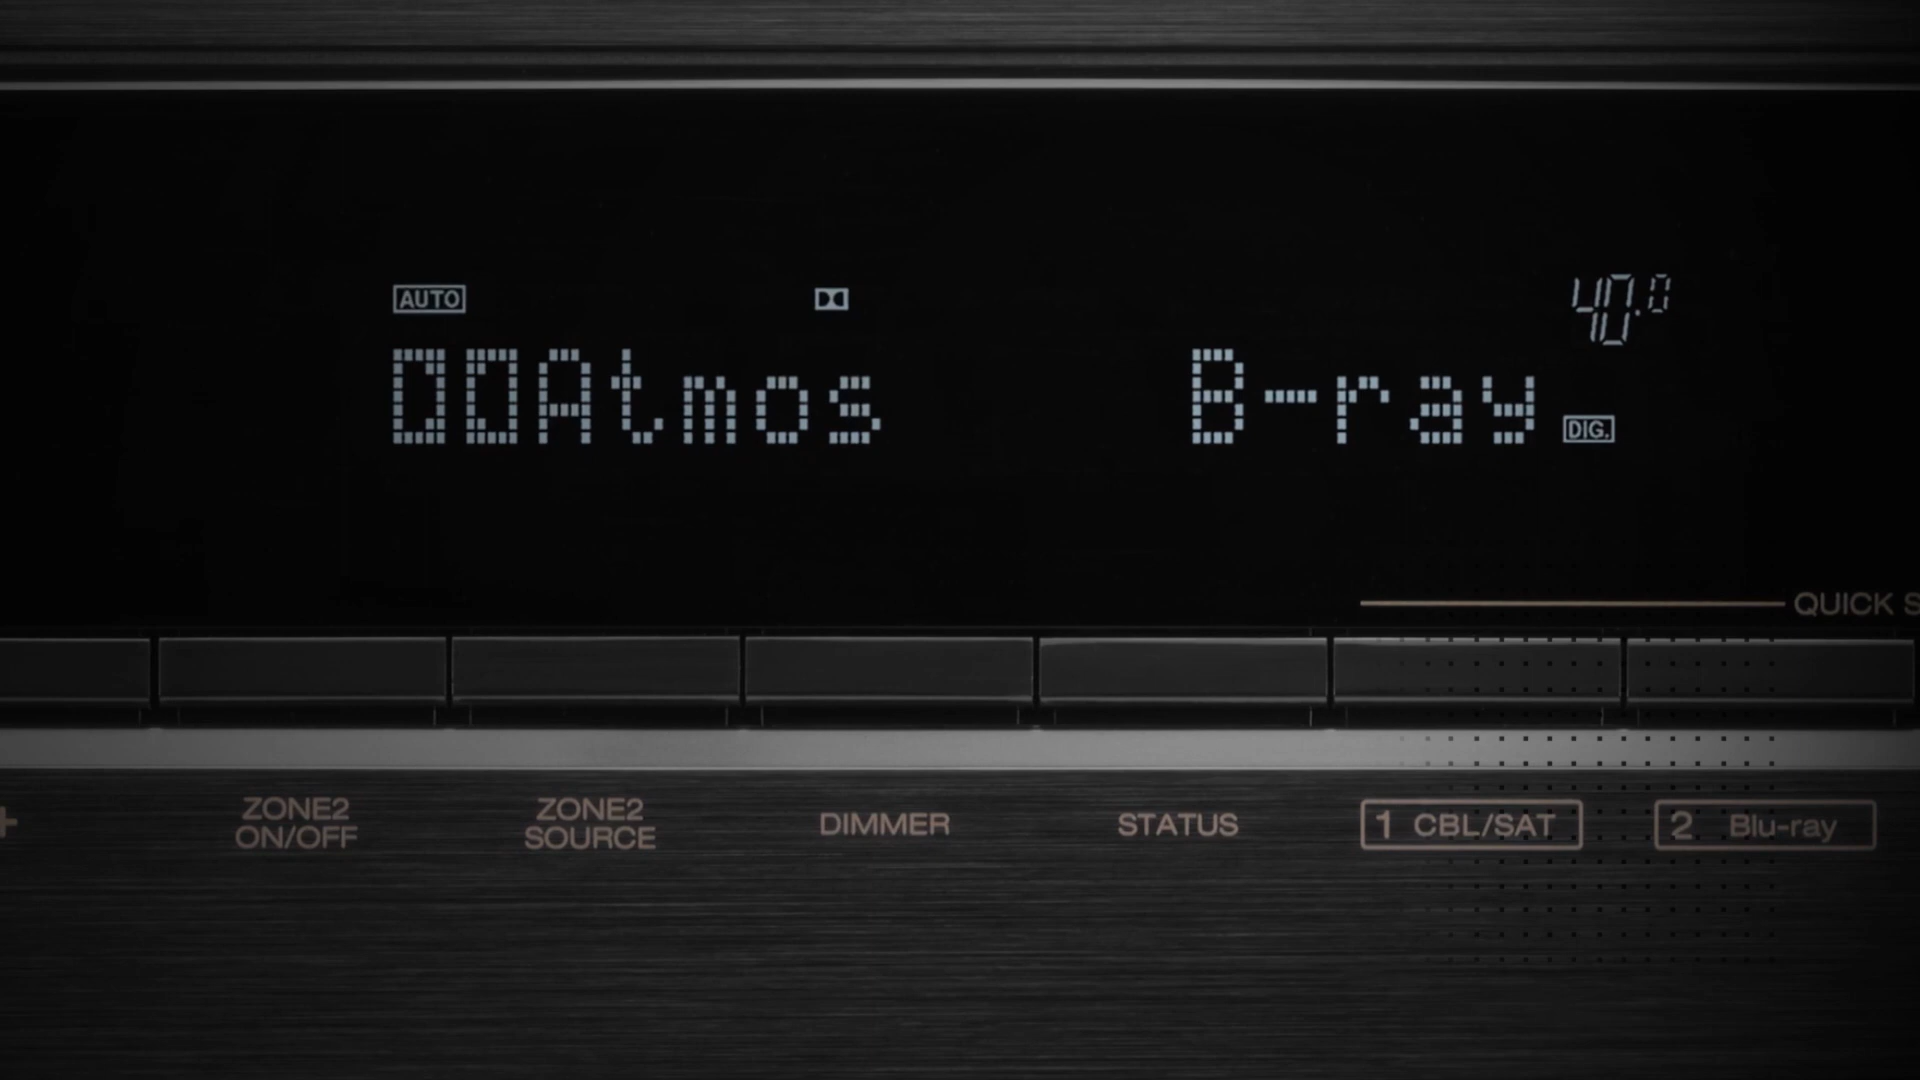 AUTO
40.0
DDAtmos B-ray
DIG.
QUICK S
+
ZONE2
ON/OFF
ZONE2
SOURCE
DIMMER
STATUS
1 CBL/SAT
2 Blu-ray